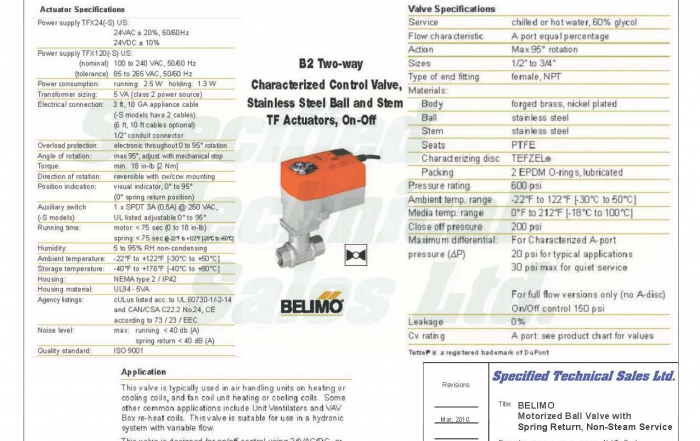 Actuator Specifications
Power supply TFX24(-S) US:
24VAC ± 20%, 50/60Hz
24VDC ± 10%
Power supply TFX120(-S) US:
(nominal) 100 to 240 VAC, 50/60 Hz
(tolerance) 85 to 265 VAC, 50/60 Hz
Power consumption: running: 2.5 W holding: 1.3 W
Transformer sizing: 5 VA (class 2 power source)
Electrical connection: 3 ft, 18 GA appliance cable
(-S models have 2 cables)
(6 ft, 10 ft cables optional)
1/2" conduit connector
Overload protection: electronic throughout 0 to 95° rotation
Angle of rotation: max 95°, adjust with mechanical stop
Torque: min. 18 in-lb [2 Nm]
Direction of rotation: reversible with cw/ccw mounting
Position indication: visual indicator, 0° to 95°
(0° spring return position)
Auxiliary switch 1 x SPDT 3A (0.5A) @ 250 VAC,
(-S models) UL listed adjustable 0° to 95°
Running time: motor: < 75 sec (0 to 18 in-lb)
spring: < 75 sec @ -22°F to +122°F [-30°C to +50°C]
Humidity: 5 to 95% RH non-condensing
Ambient temperature: -22°F to +122°F [-30°C to +50°C]
Storage temperature: -40°F to +176°F [-40°C to +80°C]
Housing: NEMA type 2 / IP42
Housing material: UL94 - 5VA
Agency listings: cULus listed acc. to UL 60730-1/-2-14
and CAN/CSA C22.2 No.24, CE
according to 73 / 23 / EEC
Noise level: max: running < 40 db (A)
spring return < 40 dB (A)
Quality standard: ISO 9001
B2 Two-way
Characterized Control Valve,
Stainless Steel Ball and Stem
TF Actuators, On-Off
BELIMO®
Valve Specifications
Service chilled or hot water, 60% glycol
Flow characteristic A port equal percentage
Action Max 95° rotation
Sizes 1/2" to 3/4"
Type of end fitting female, NPT
Materials:
Body forged brass, nickel plated
Ball stainless steel
Stem stainless steel
Seats PTFE
Characterizing disc TEFZEL®
Packing 2 EPDM O-rings, lubricated
Pressure rating 600 psi
Ambient temp. range -22°F to 122°F [-30°C to 50°C]
Media temp. range 0°F to 212°F [-18°C to 100°C]
Close off pressure 200 psi
Maximum differential: For Characterized A-port
pressure (ΔP) 20 psi for typical applications
30 psi max for quiet service
For full flow versions only (no A-disc)
On/Off control 150 psi
Leakage 0%
Cv rating A port: see product chart for values
Tefzel® is a registered trademark of DuPont
Application
This valve is typically used in air handling units on heating or
cooling coils, and fan coil unit heating or cooling coils. Some
other common applications include Unit Ventilators and VAV
Box re-heat coils. This valve is suitable for use in a hydronic
system with variable flow.
This valve is designed for on/off control using 24VAC/DC, or
Revisions
Mar, 2010
Specified Technical Sales Ltd.
Title: BELIMO
Motorized Ball Valve with
Spring Return, Non-Steam Service
Specified
Technical
Sales Ltd.